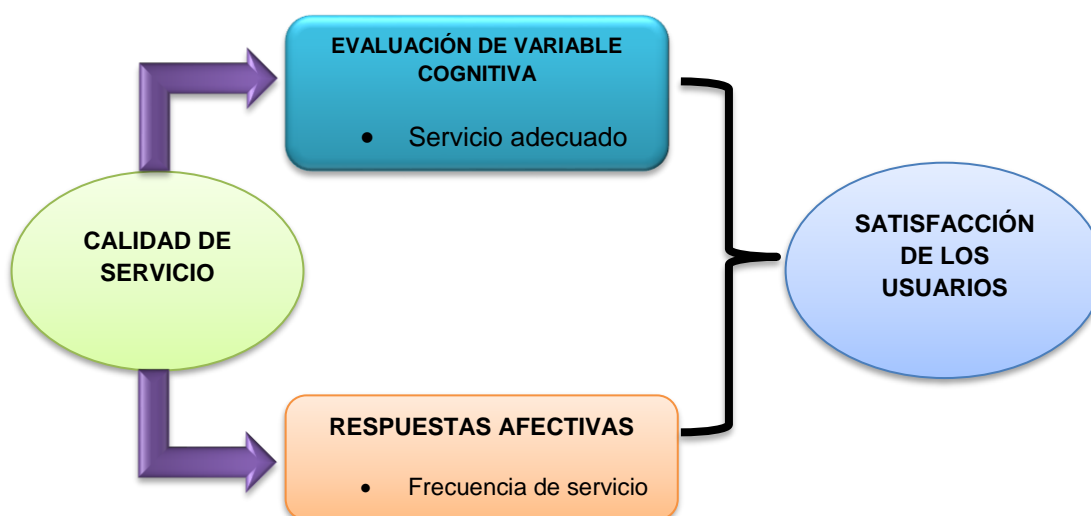 EVALUACIÓN DE VARIABLE
COGNITIVA
• Servicio adecuado
CALIDAD DE
SERVICIO
SATISFACCIÓN
DE LOS
USUARIOS
RESPUESTAS AFECTIVAS
• Frecuencia de servicio